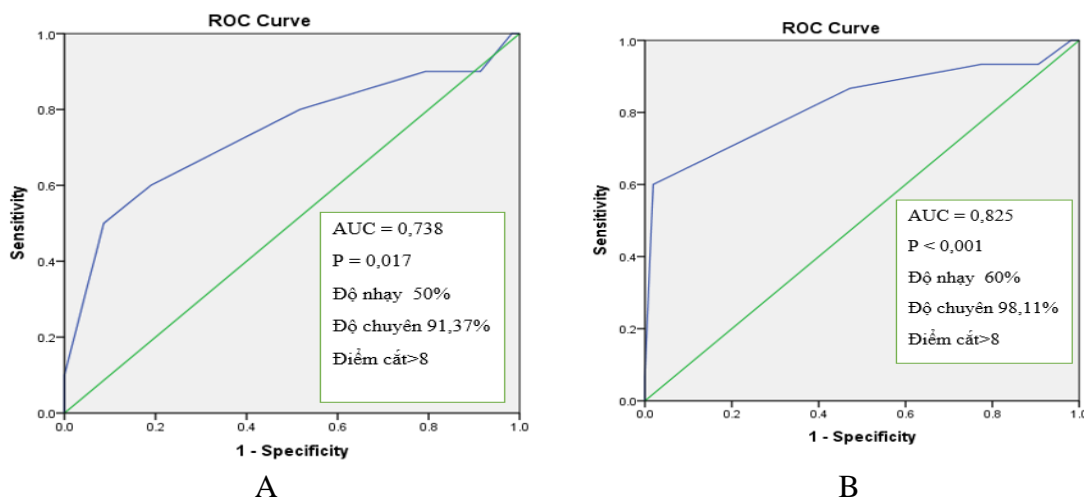 ROC Curve
1.0
0.8
0.6
0.4
0.2
0.0
Sensitivity
AUC = 0,738
P = 0,017
Độ nhạy 50%
Độ chuyên 91,37%
Điểm cắt>8
0.0 0.2 0.4 0.6 0.8 1.0
1 - Specificity
A
ROC Curve
1.0
0.8
0.6
0.4
0.2
0.0
Sensitivity
AUC = 0,825
P < 0,001
Độ nhạy 60%
Độ chuyên 98,11%
Điểm cắt>8
0.0 0.2 0.4 0.6 0.8 1.0
1 - Specificity
B